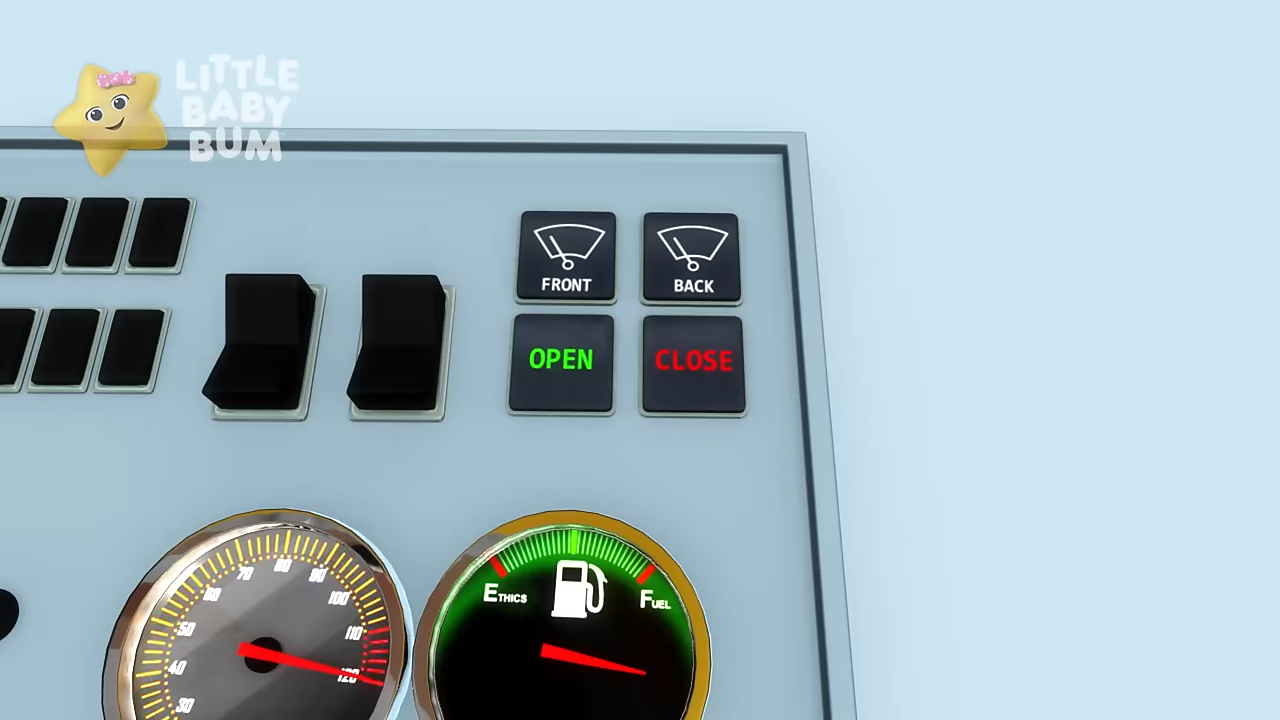 LITTLE
BABY
BUM
FRONT
BACK
OPEN
CLOSE
30
40
50
60
70
80
90
100
110
120
ETHICS
FUEL